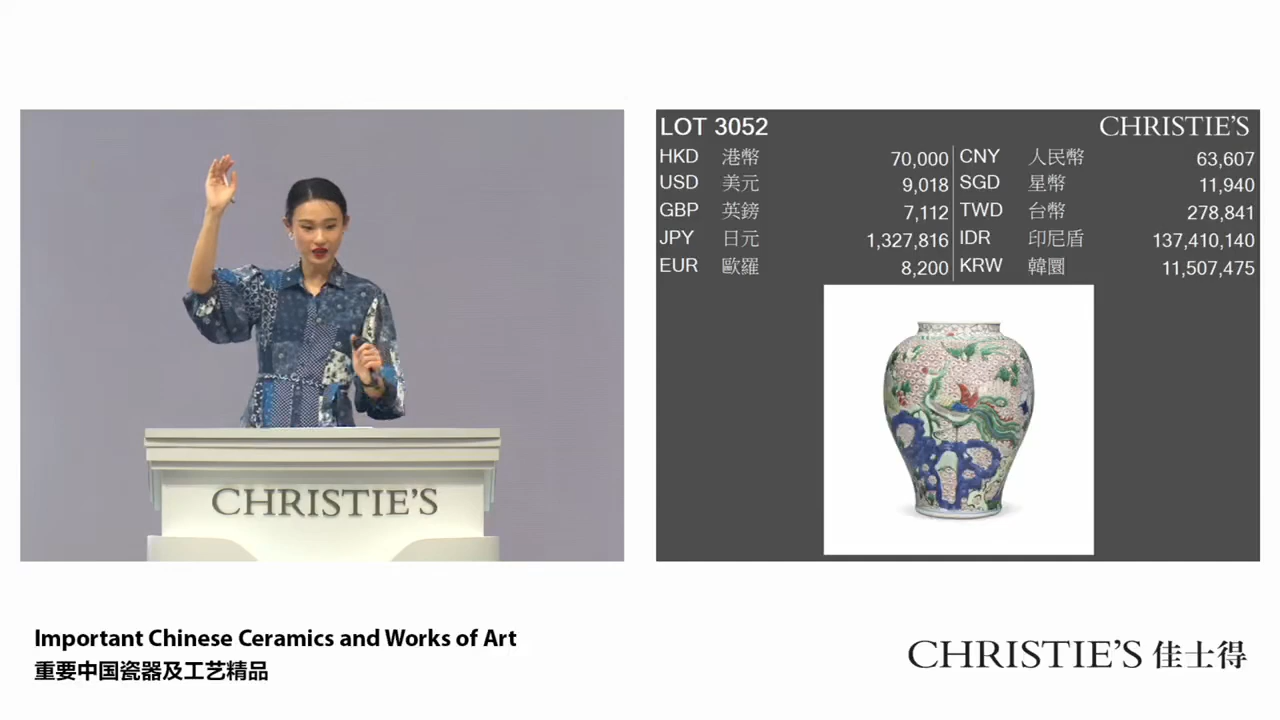 CHRISTIE'S
LOT 3052 CHRISTIE'S
HKD 港幣 70,000 CNY 人民幣 63,607
USD 美元 9,018 SGD 星幣 11,940
GBP 英鎊 7,112 TWD 台幣 278,841
JPY 日元 1,327,816 IDR 印尼盾 137,410,140
EUR 歐羅 8,200 KRW 韓圜 11,507,475
Important Chinese Ceramics and Works of Art
重要中国瓷器及工艺精品
CHRISTIE'S 佳士得